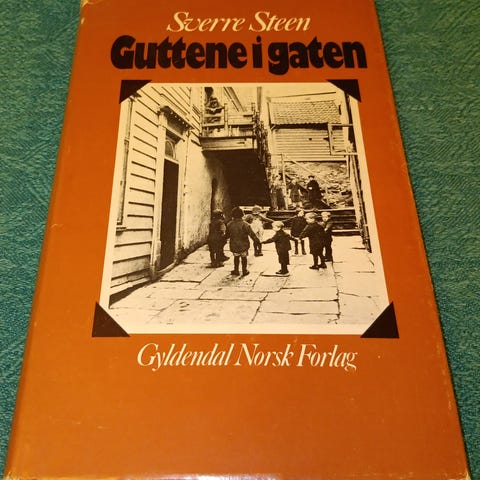 Sverre Steen
Guttene i gaten
Gyldendal Norsk Forlag